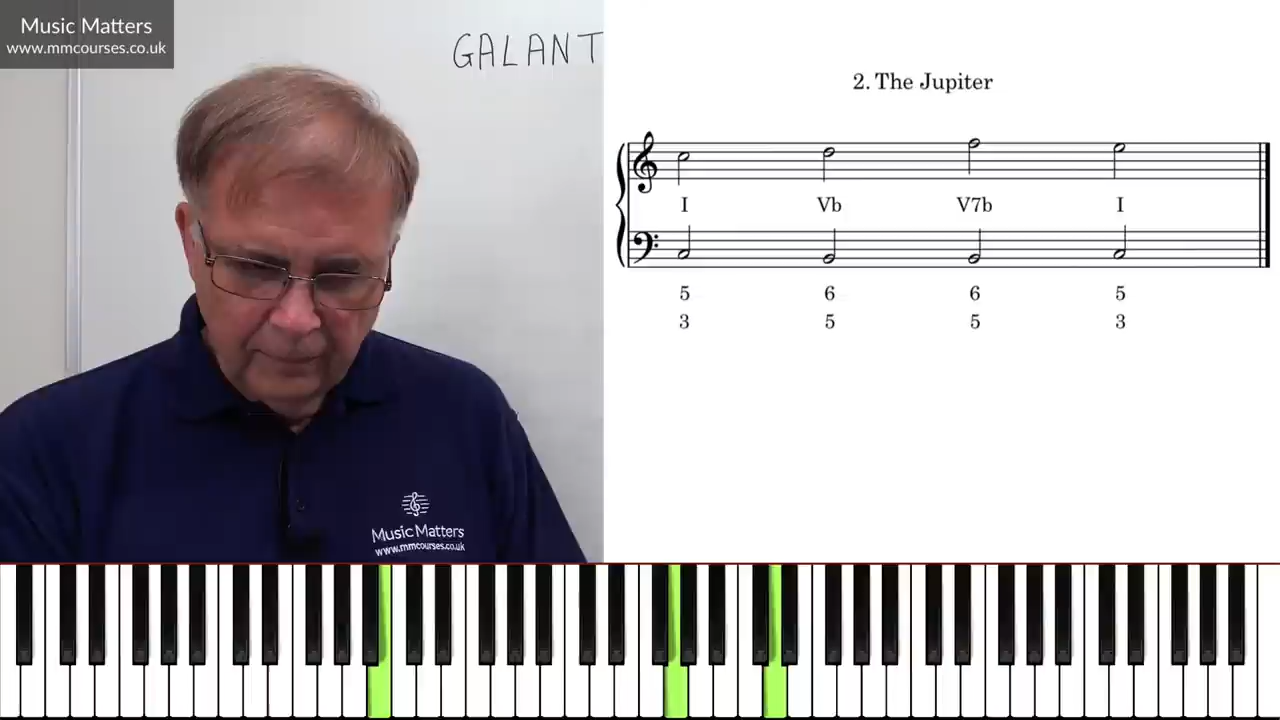 Music Matters
www.mmcourses.co.uk
GALANT
2. The Jupiter
I Vb V7b I
5 6 6 5
3 5 5 3
Music Matters
www.mmcourses.co.uk